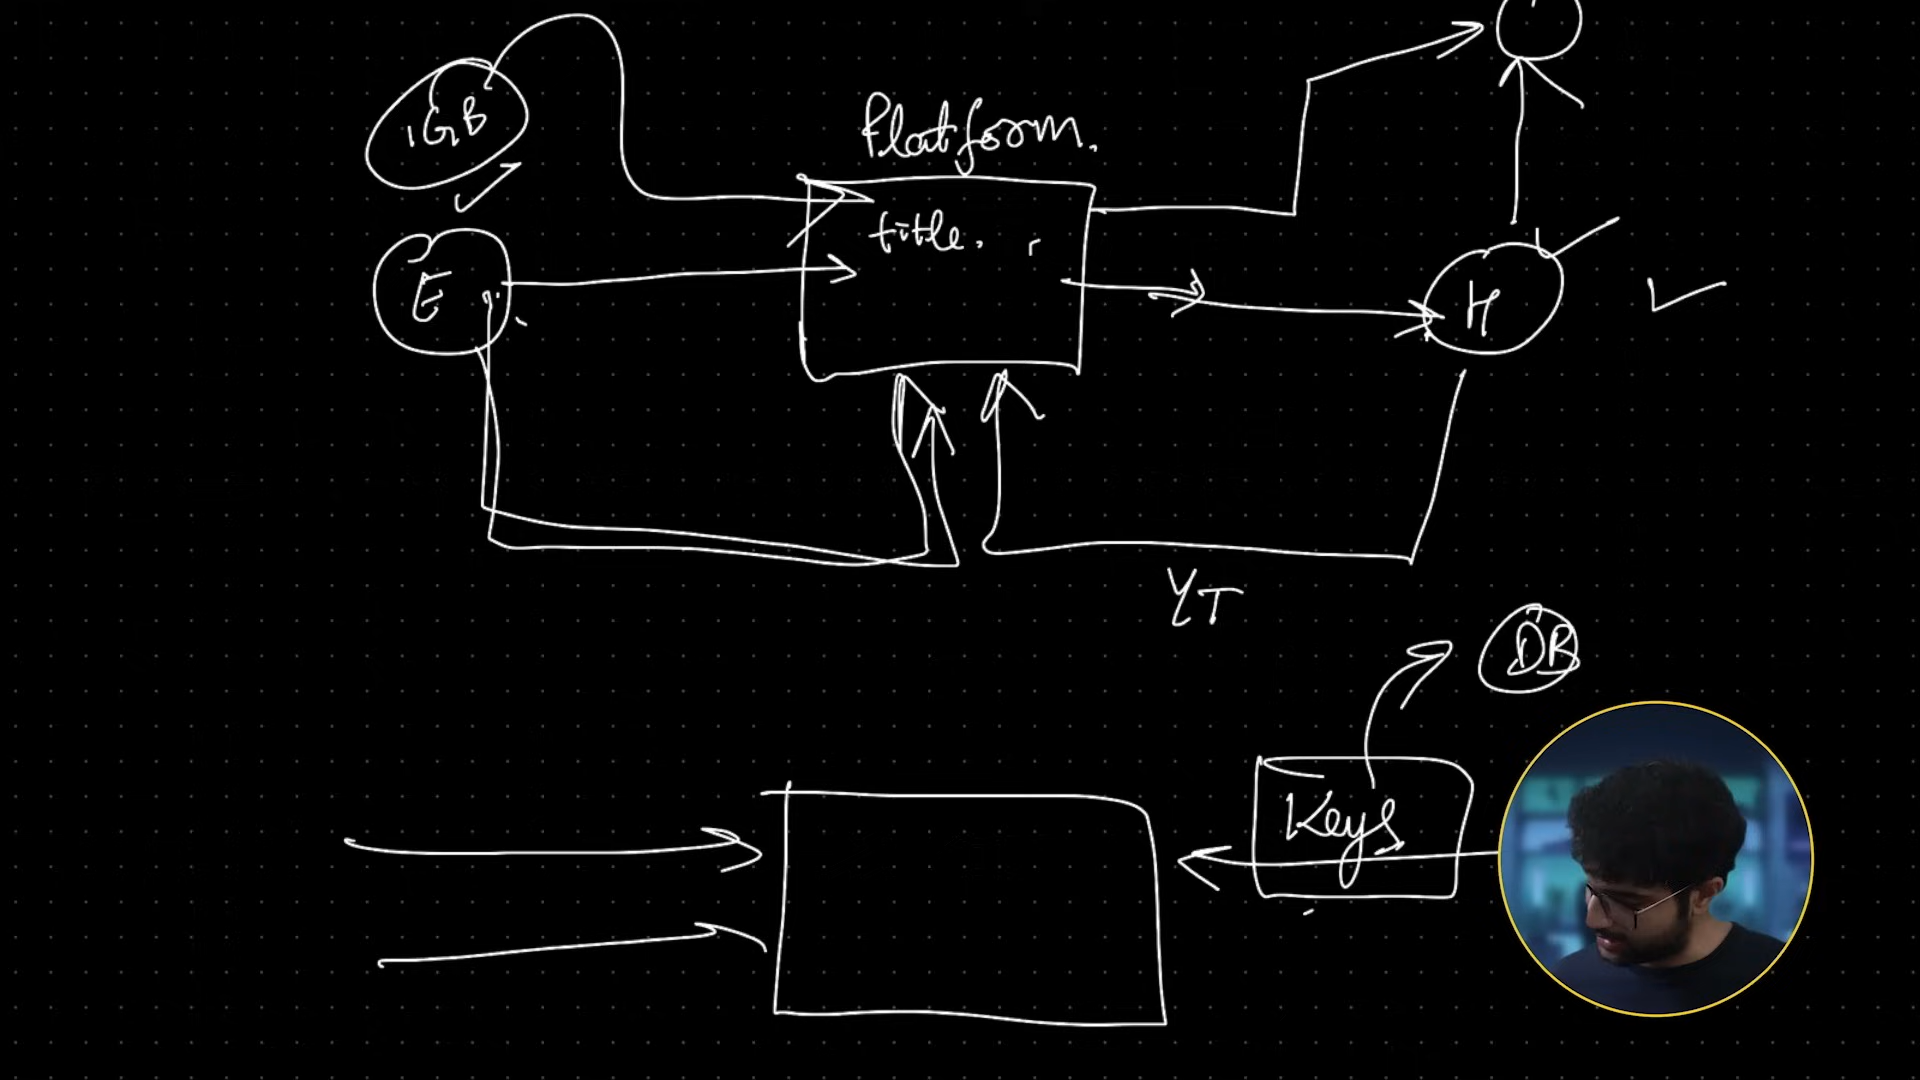 1GB
Platform.
title.
E
H
YT
DB
Keys